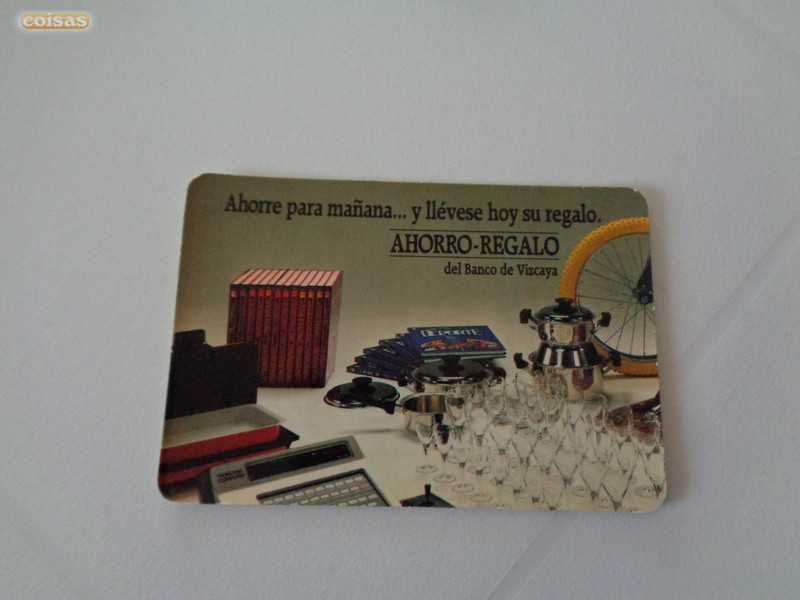 coisas
Ahorre para mañana... y llévese hoy su regalo.
AHORRO-REGALO
del Banco de Vizcaya
DEPORTE